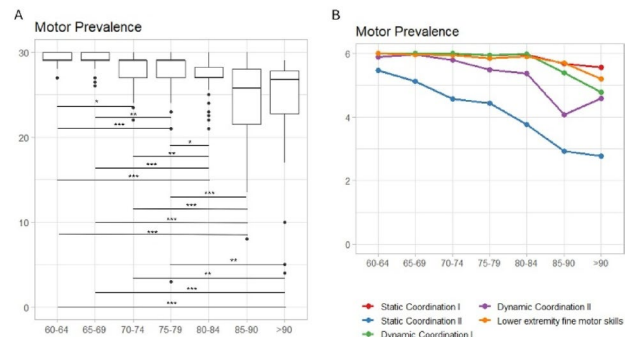 A
Motor Prevalence
30
20
10
0
*
**
***
*
**
***
***
***
***
***
***
**
**
***
***
60-64 65-69 70-74 75-79 80-84 85-90 >90
B
Motor Prevalence
6
4
2
0
60-64 65-69 70-74 75-79 80-84 85-90 >90
Static Coordination I
Dynamic Coordination II
Static Coordination II
Lower extremity fine motor skills
Dynamic Coordination I